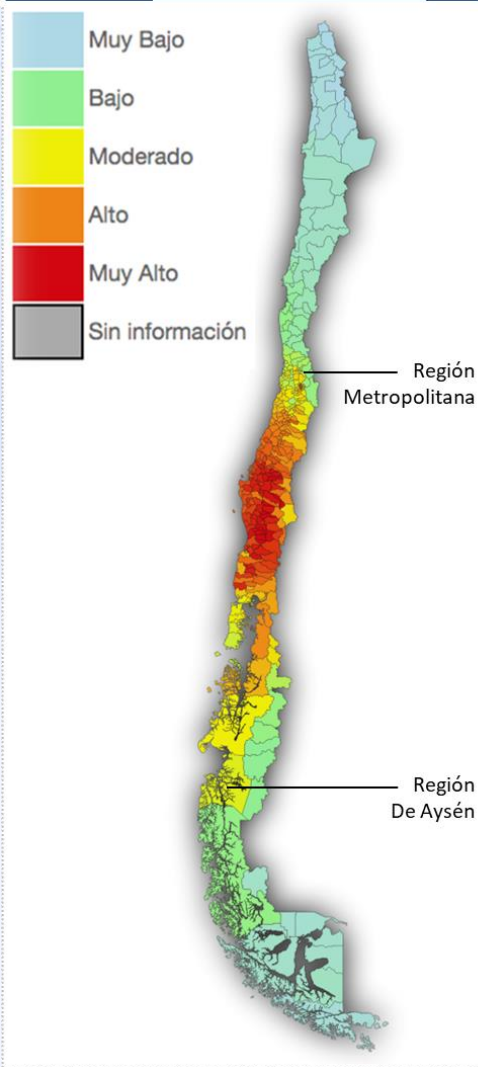 Muy Bajo
Bajo
Moderado
Alto
Muy Alto
Sin información
Región
Metropolitana
Región
De Aysén